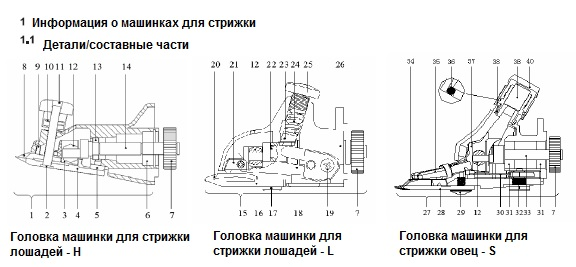 1 Информация о машинках для стрижки
1.1 Детали/составные части
8 9 10 11 12 13 14
1 2 3 4 5 6 7
Головка машинки для стрижки
лошадей - H
20 21 12 22 23 24 25 26
15 16 17 18 19 7
Головка машинки для
стрижки лошадей - L
34 35 36 37 38 39 40
38
27 28 29 12 30 31 32 33 31 7
Головка машинки для
стрижки овец - S